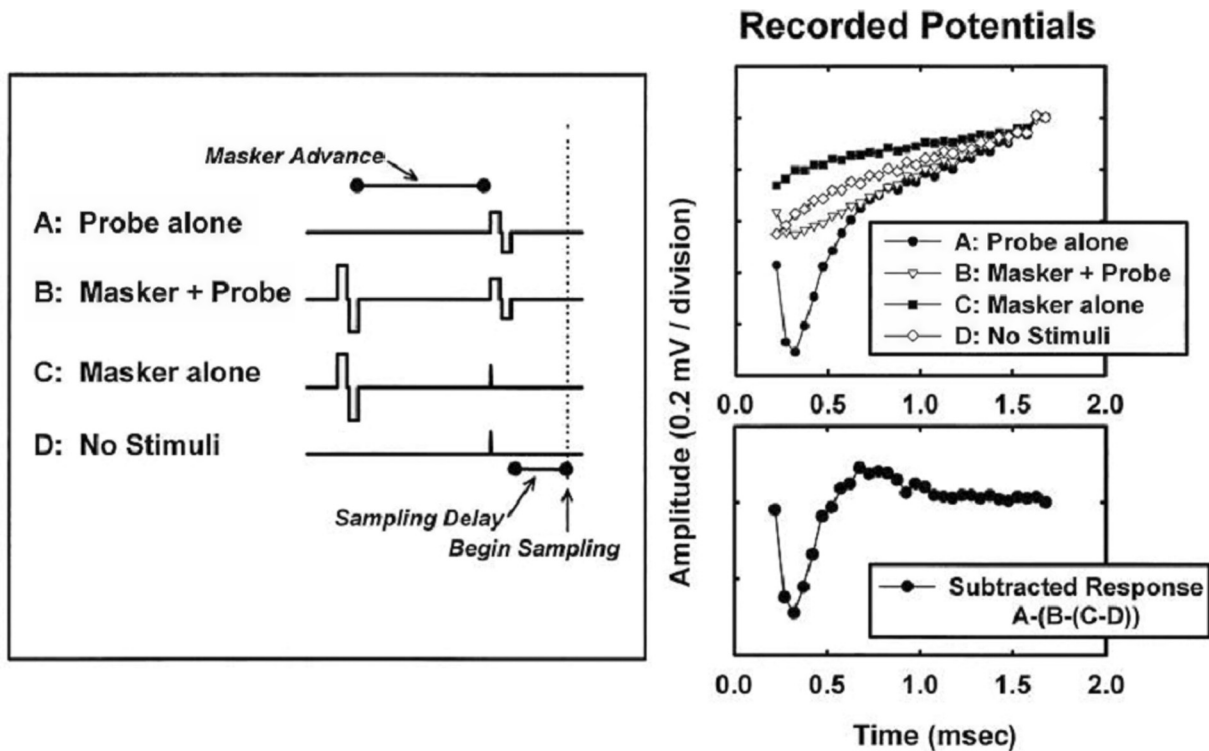 Recorded Potentials
Masker Advance
A: Probe alone
B: Masker + Probe
C: Masker alone
D: No Stimuli
Sampling Delay
Begin Sampling
Amplitude (0.2 mV / division)
A: Probe alone
B: Masker + Probe
C: Masker alone
D: No Stimuli
0.0 0.5 1.0 1.5 2.0
Subtracted Response
A-(B-(C-D))
0.0 0.5 1.0 1.5 2.0
Time (msec)